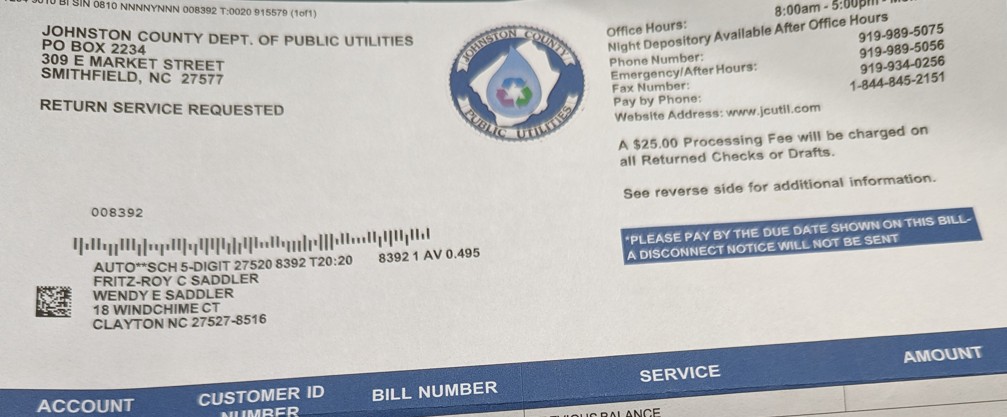 BI SIN 0810 NNNNYNNN 008392 T:0020 915579 (1of1)
JOHNSTON COUNTY DEPT. OF PUBLIC UTILITIES
PO BOX 2234
309 E MARKET STREET
SMITHFIELD, NC 27577
RETURN SERVICE REQUESTED
JOHNSTON COUNTY
PUBLIC UTILITIES
Office Hours: 8:00am - 5:00pm -
Night Depository Available After Office Hours
Phone Number: 919-989-5075
Emergency/After Hours: 919-989-5056
Fax Number: 919-934-0256
Pay by Phone: 1-844-845-2151
Website Address: www.jcutil.com
A $25.00 Processing Fee will be charged on
all Returned Checks or Drafts.
See reverse side for additional information.
*PLEASE PAY BY THE DUE DATE SHOWN ON THIS BILL-
A DISCONNECT NOTICE WILL NOT BE SENT
008392
AUTO**SCH 5-DIGIT 27520 8392 T20:20 8392 1 AV 0.495
FRITZ-ROY C SADDLER
WENDY E SADDLER
18 WINDCHIME CT
CLAYTON NC 27527-8516
ACCOUNT CUSTOMER ID BILL NUMBER SERVICE AMOUNT
NUMBER
BALANCE